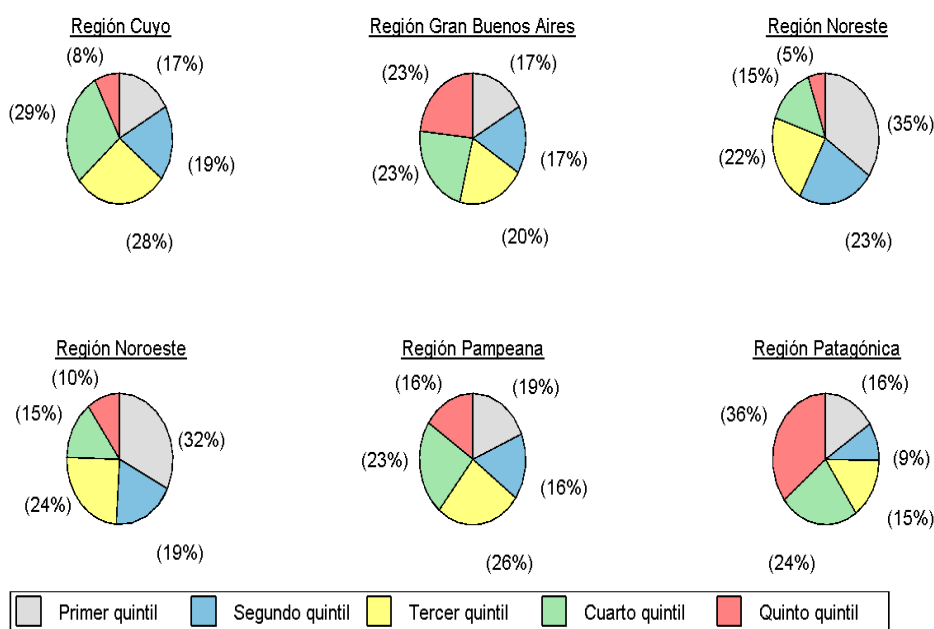 Región Cuyo
(8%)
(17%)
(29%)
(19%)
(28%)
Región Gran Buenos Aires
(23%)
(17%)
(23%)
(17%)
(20%)
Región Noreste
(5%)
(15%)
(35%)
(22%)
(23%)
Región Noroeste
(10%)
(15%)
(32%)
(24%)
(19%)
Región Pampeana
(16%)
(19%)
(23%)
(16%)
(26%)
Región Patagónica
(16%)
(36%)
(9%)
(15%)
(24%)
Primer quintil
Segundo quintil
Tercer quintil
Cuarto quintil
Quinto quintil